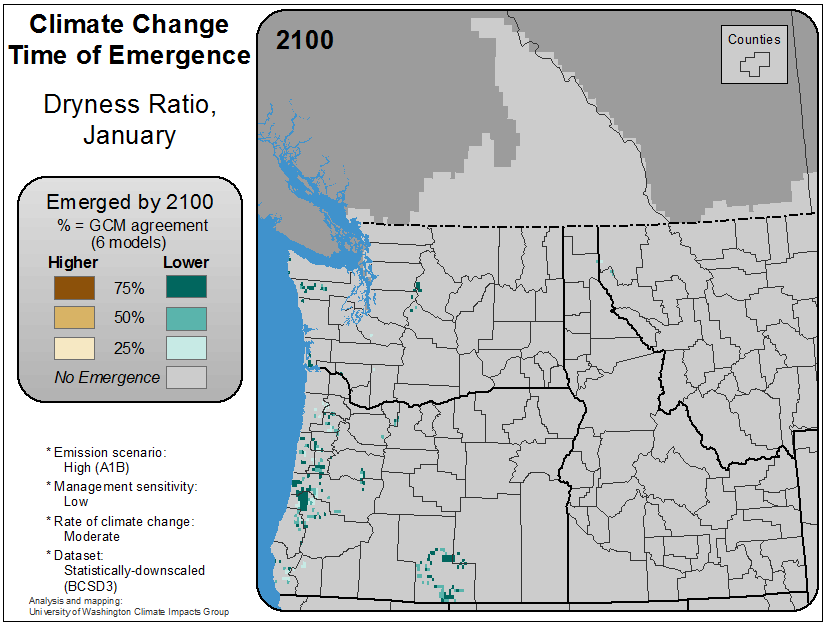 Climate Change
Time of Emergence
Dryness Ratio,
January
Emerged by 2100
% = GCM agreement
(6 models)
Higher Lower
75%
50%
25%
No Emergence
* Emission scenario:
High (A1B)
* Management sensitivity:
Low
* Rate of climate change:
Moderate
* Dataset:
Statistically-downscaled
(BCSD3)
Analysis and mapping:
University of Washington Climate Impacts Group
2100
Counties